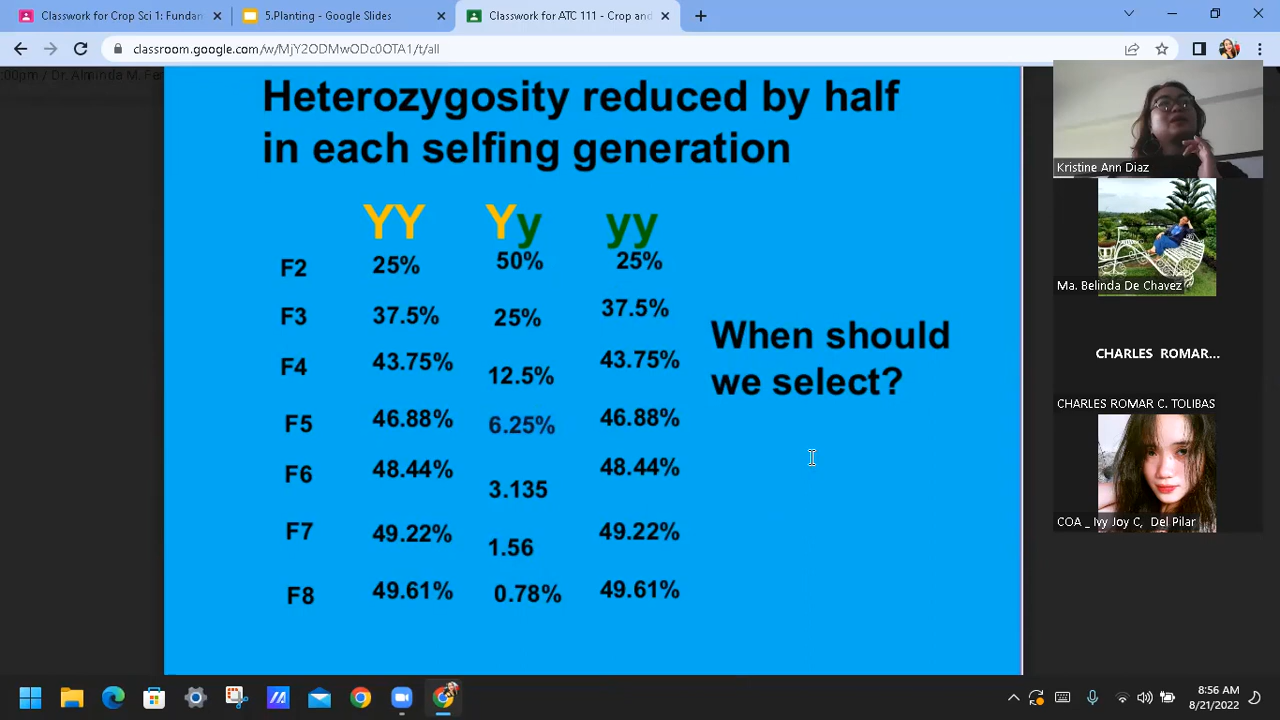 Classwork for Crop Sci 1: Fundam
5.Planting - Google Slides
Classwork for ATC 111 - Crop and
classroom.google.com/w/MjY2ODMwODc0OTA1/t/all
:00pm / Dr. Alminda M. Fe
Heterozygosity reduced by half
in each selfing generation
YY Yy yy
F2 25% 50% 25%
F3 37.5% 25% 37.5%
F4 43.75% 12.5% 43.75%
F5 46.88% 6.25% 46.88%
F6 48.44% 3.135 48.44%
F7 49.22% 1.56 49.22%
F8 49.61% 0.78% 49.61%
When should
we select?
Kristine Ann Diaz
Ma. Belinda De Chavez
CHARLES ROMAR...
CHARLES ROMAR C. TOLIBAS
COA _ Ivy Joy C, Del Pilar
8:56 AM
8/21/2022